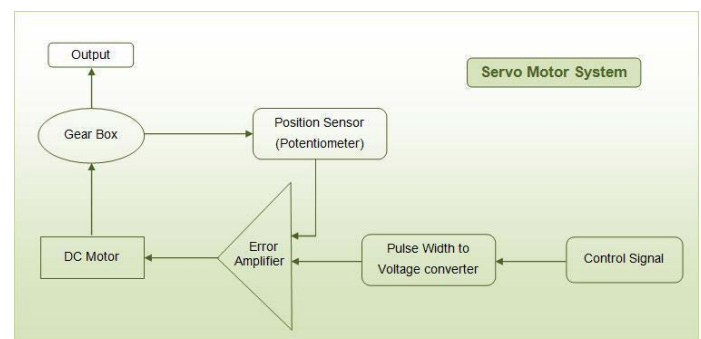 Output
Servo Motor System
Gear Box
Position Sensor
(Potentiometer)
DC Motor
Error
Amplifier
Pulse Width to
Voltage converter
Control Signal